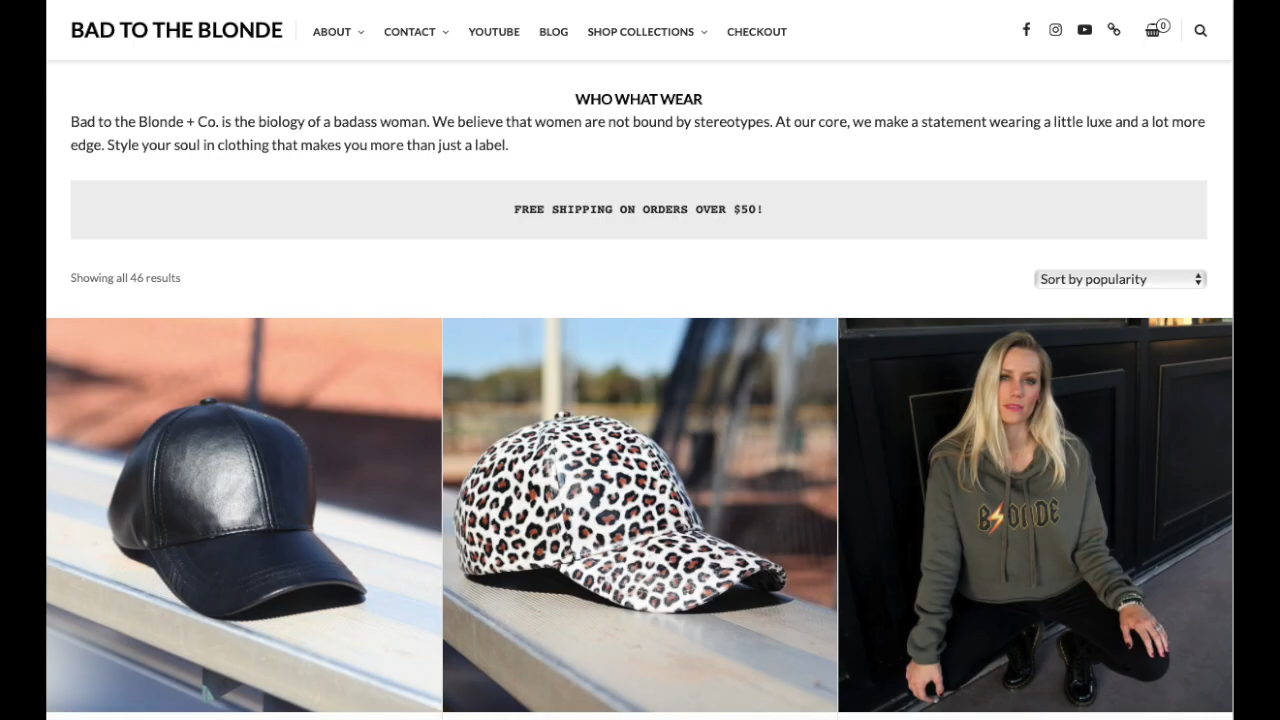 BAD TO THE BLONDE
ABOUT CONTACT YOUTUBE BLOG SHOP COLLECTIONS CHECKOUT
0
WHO WHAT WEAR
Bad to the Blonde + Co. is the biology of a badass woman. We believe that women are not bound by stereotypes. At our core, we make a statement wearing a little luxe and a lot more
edge. Style your soul in clothing that makes you more than just a label.
FREE SHIPPING ON ORDERS OVER $50!
Showing all 46 results
Sort by popularity
BLONDE